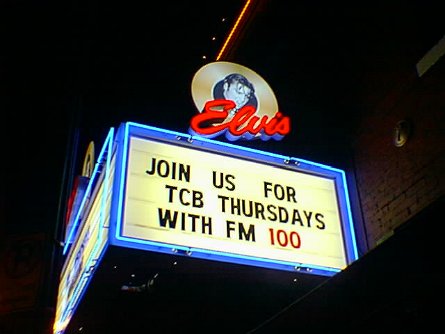 Elvis
JOIN US FOR
TCB THURSDAYS
WITH FM 100